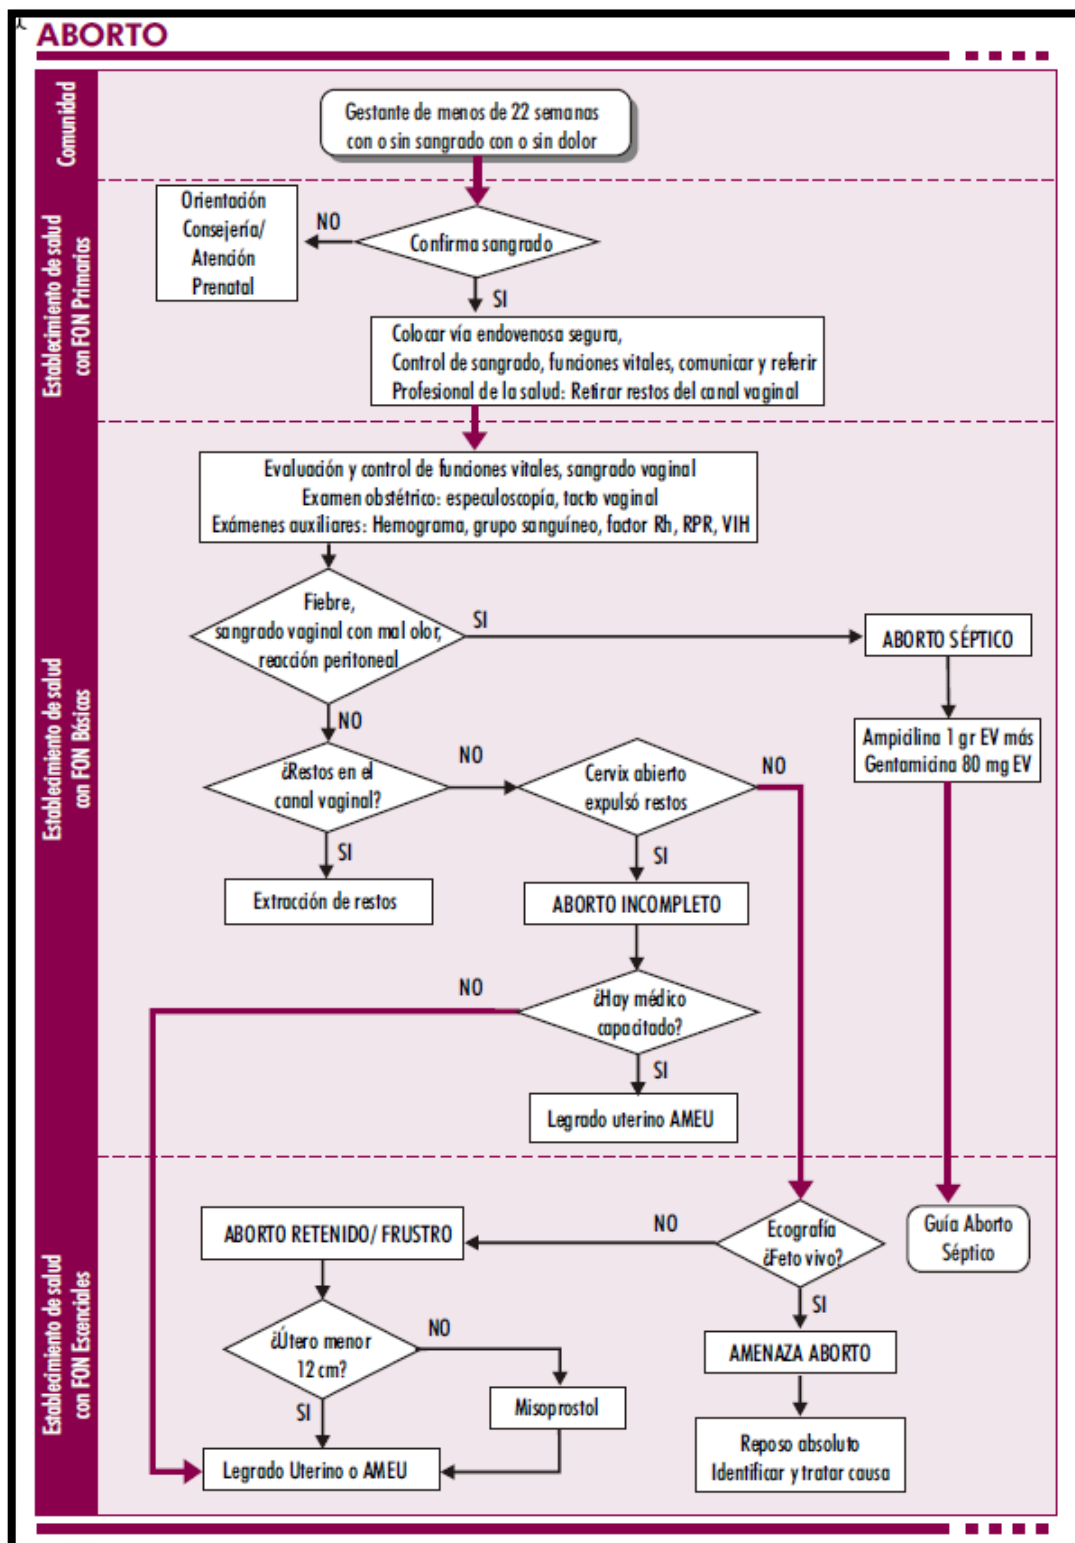 ABORTO
Comunidad
Gestante de menos de 22 semanas
con o sin sangrado con o sin dolor
Establecimiento de salud
con FON Primarias
Orientación
Consejería/
Atención
Prenatal
NO
Confirma sangrado
SI
Colocar vía endovenosa segura,
Control de sangrado, funciones vitales, comunicar y referir
Profesional de la salud: Retirar restos del canal vaginal
Establecimiento de salud
con FON Básicas
Evaluación y control de funciones vitales, sangrado vaginal
Examen obstétrico: especuloscopía, tacto vaginal
Exámenes auxiliares: Hemograma, grupo sanguíneo, factor Rh, RPR, VIH
Fiebre,
sangrado vaginal con mal olor,
reacción peritoneal
SI
ABORTO SÉPTICO
NO
Ampicilina 1 gr EV más
Gentamicina 80 mg EV
¿Restos en el
canal vaginal?
NO
Cervix abierto
expulsó restos
NO
SI
SI
Extracción de restos
ABORTO INCOMPLETO
NO
¿Hay médico
capacitado?
SI
Legrado uterino AMEU
Establecimiento de salud
con FON Escenciales
ABORTO RETENIDO/ FRUSTRO
NO
Ecografía
¿Feto vivo?
Guía Aborto
Séptico
SI
¿Útero menor
12 cm?
NO
AMENAZA ABORTO
SI
Misoprostol
Legrado Uterino o AMEU
Reposo absoluto
Identificar y tratar causa